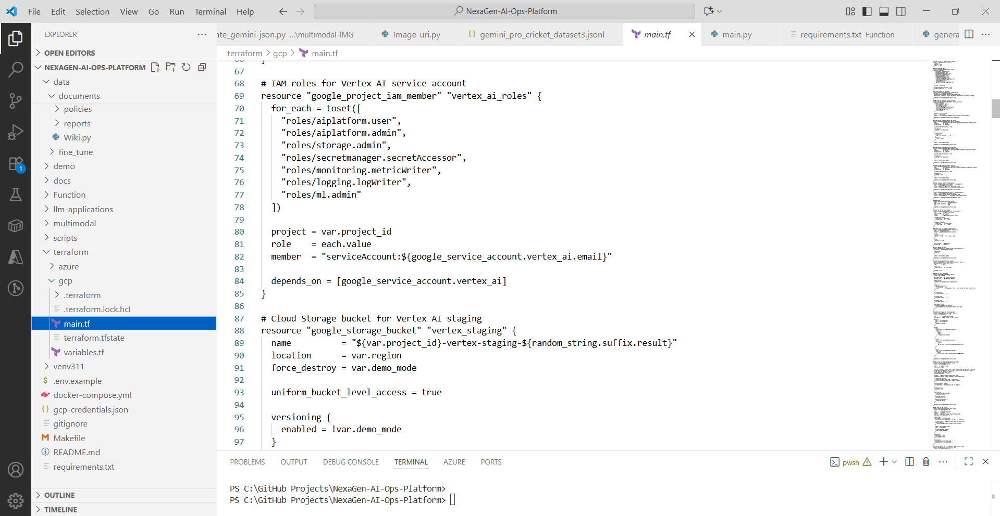 File Edit Selection View Go Run Terminal Help
NexaGen-AI-Ops-Platform
EXPLORER
OPEN EDITORS
NEXAGEN-AI-OPS-PLATFORM
data
documents
policies
reports
Wiki.py
fine_tune
demo
docs
Function
llm-applications
multimodal
scripts
terraform
azure
gcp
.terraform
.terraform.lock.hcl
main.tf
terraform.tfstate
variables.tf
venv311
.env.example
docker-compose.yml
gcp-credentials.json
gitignore
Makefile
README.md
requirements.txt
OUTLINE
TIMELINE
1
ate_gemini-json.py ...\multimodal-IMG Image-uri.py gemini_pro_cricket_dataset3.jsonl main.tf main.py requirements.txt Function genera
terraform > gcp > main.tf
66 }
67
68 # IAM roles for Vertex AI service account
69 resource "google_project_iam_member" "vertex_ai_roles" {
70 for_each = toset([
71 "roles/aiplatform.user",
72 "roles/aiplatform.admin",
73 "roles/storage.admin",
74 "roles/secretmanager.secretAccessor",
75 "roles/monitoring.metricWriter",
76 "roles/logging.logWriter",
77 "roles/ml.admin"
78 ])
79
80 project = var.project_id
81 role = each.value
82 member = "serviceAccount:${google_service_account.vertex_ai.email}"
83
84 depends_on = [google_service_account.vertex_ai]
85 }
86
87 # Cloud Storage bucket for Vertex AI staging
88 resource "google_storage_bucket" "vertex_staging" {
89 name = "${var.project_id}-vertex-staging-${random_string.suffix.result}"
90 location = var.region
91 force_destroy = var.demo_mode
92
93 uniform_bucket_level_access = true
94
95 versioning {
96 enabled = !var.demo_mode
97 }
PROBLEMS OUTPUT DEBUG CONSOLE TERMINAL AZURE PORTS
pwsh
PS C:\GitHub Projects\NexaGen-AI-Ops-Platform>
PS C:\GitHub Projects\NexaGen-AI-Ops-Platform>